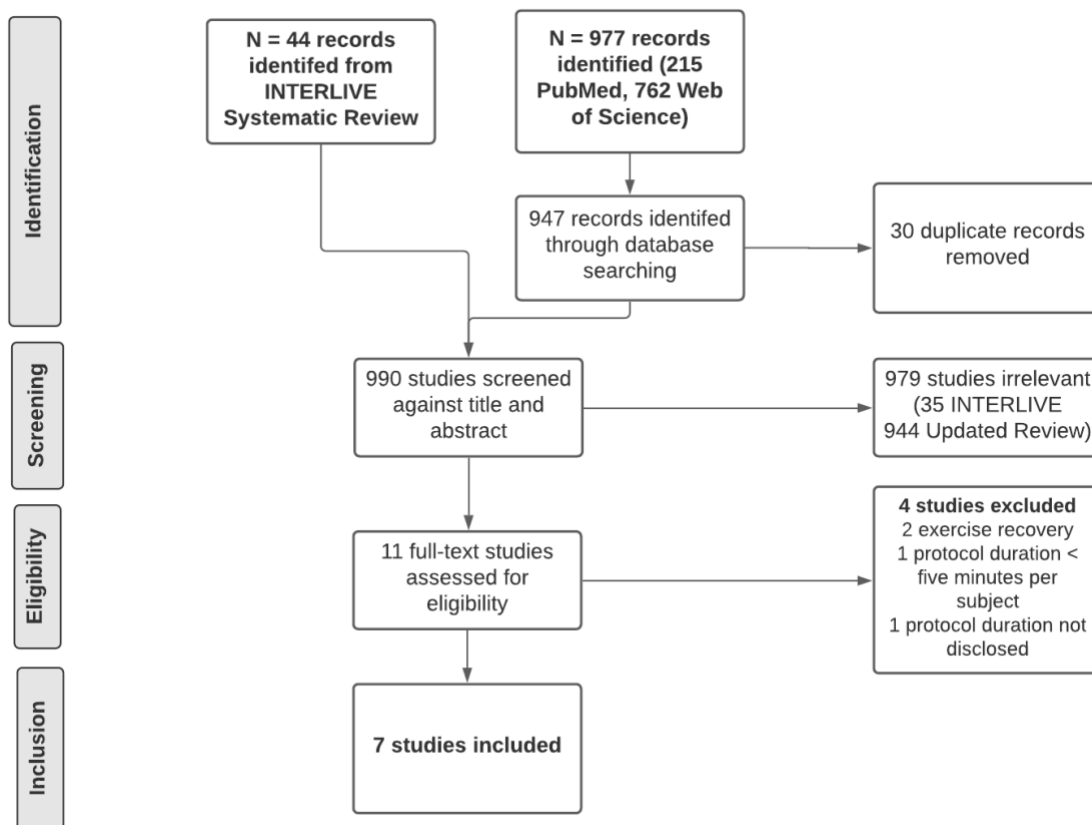 Identification
N = 44 records
identifed from
INTERLIVE
Systematic Review
N = 977 records
identified (215
PubMed, 762 Web
of Science)
947 records identifed
through database
searching
30 duplicate records
removed
Screening
990 studies screened
against title and
abstract
979 studies irrelevant
(35 INTERLIVE
944 Updated Review)
Eligibility
11 full-text studies
assessed for
eligibility
4 studies excluded
2 exercise recovery
1 protocol duration <
five minutes per
subject
1 protocol duration not
disclosed
Inclusion
7 studies included